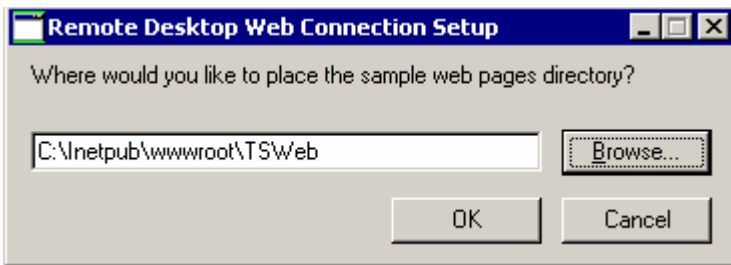 Remote Desktop Web Connection Setup
Where would you like to place the sample web pages directory?
C:\Inetpub\wwwroot\TSWeb
Browse...
OK
Cancel